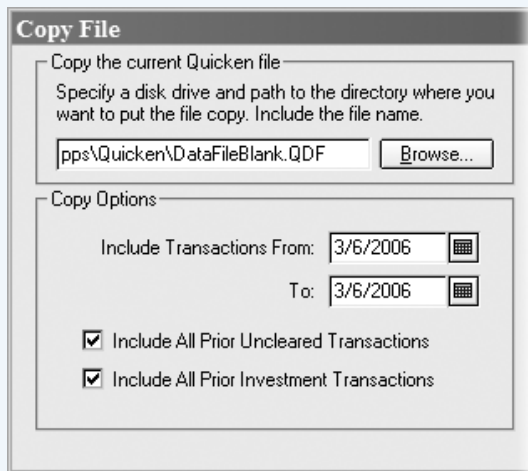 Copy File
Copy the current Quicken file
Specify a disk drive and path to the directory where you
want to put the file copy. Include the file name.
pps\Quicken\DataFileBlank.QDF Browse...
Copy Options
Include Transactions From: 3/6/2006
To: 3/6/2006
Include All Prior Uncleared Transactions
Include All Prior Investment Transactions